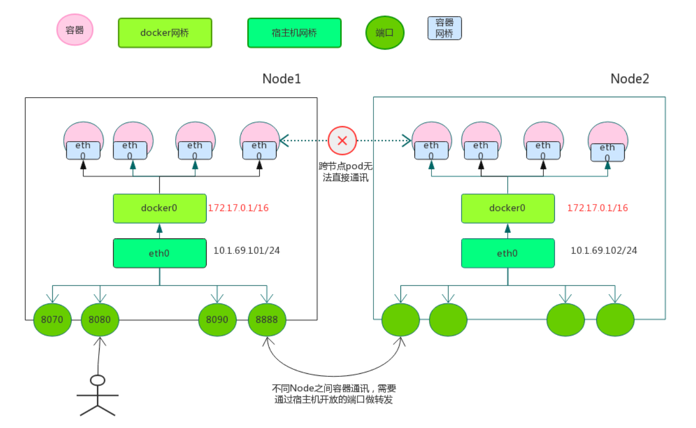 容器
docker网桥
宿主机网桥
端口
容器
网桥
Node1
Node2
eth
0
eth
0
eth
0
eth
0
eth
0
eth
0
eth
0
eth
0
跨节点pod无
法直接通讯
docker0
172.17.0.1/16
docker0
172.17.0.1/16
eth0
10.1.69.101/24
eth0
10.1.69.102/24
8070
8080
8090
8888
不同Node之间容器通讯，需要
通过宿主机开放的端口做转发